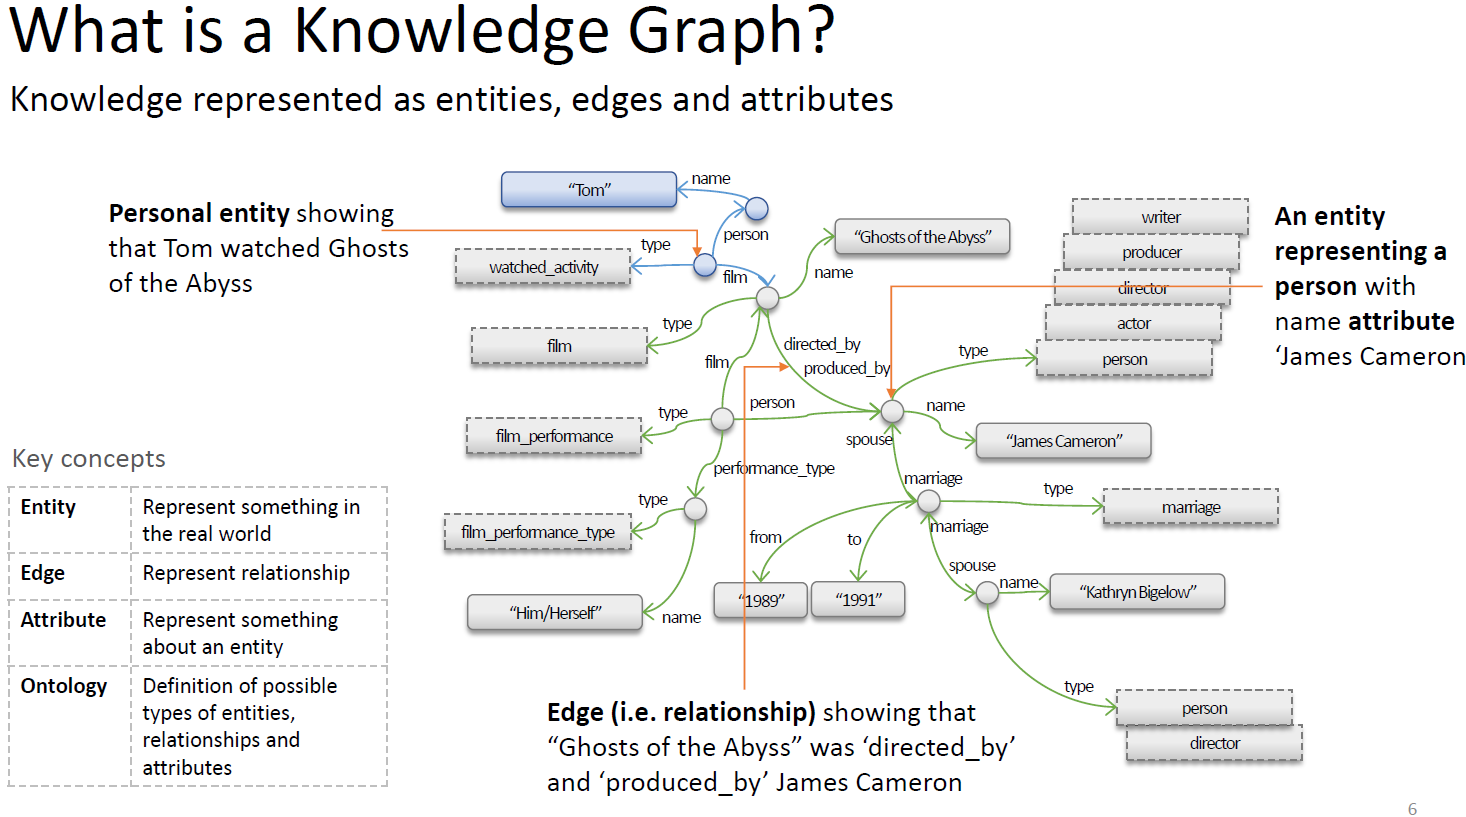 What is a Knowledge Graph?
Knowledge represented as entities, edges and attributes
Personal entity showing
that Tom watched Ghosts
of the Abyss
"Tom"
name
person
type
watched_activity
film
"Ghosts of the Abyss"
name
type
film
film
directed_by
produced_by
writer
producer
director
actor
person
type
An entity
representing a
person with
name attribute
'James Cameron
person
type
film_performance
name
"James Cameron"
spouse
performance_type
marriage
type
film_performance_type
type
marriage
marriage
from
to
spouse
name
"Kathryn Bigelow"
"1989"
"1991"
"Him/Herself"
name
type
person
director
Key concepts
Entity
Represent something in
the real world
Edge
Represent relationship
Attribute
Represent something
about an entity
Ontology
Definition of possible
types of entities,
relationships and
attributes
Edge (i.e. relationship) showing that
"Ghosts of the Abyss" was 'directed_by'
and 'produced_by' James Cameron
6